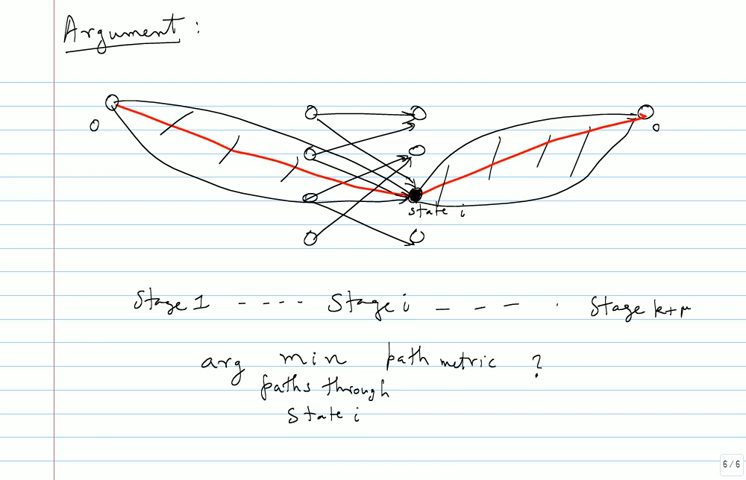 Argument :
0
0
state i
Stage 1 - - - - Stage i - - - . Stage k+μ
arg min path metric ?
paths through
state i
6 / 6